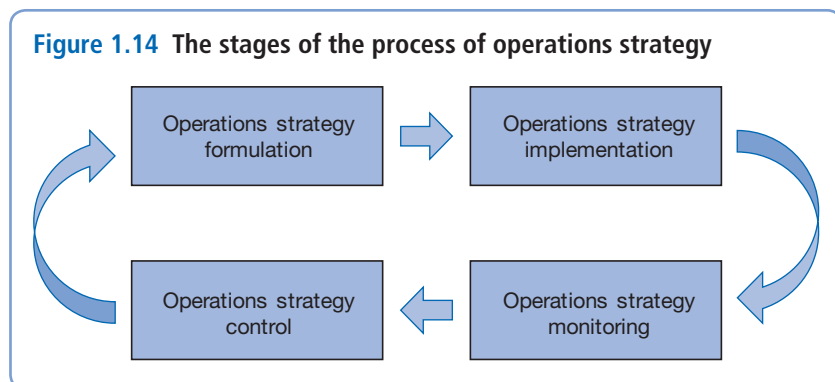 Figure 1.14 The stages of the process of operations strategy
Operations strategy
formulation
Operations strategy
implementation
Operations strategy
control
Operations strategy
monitoring